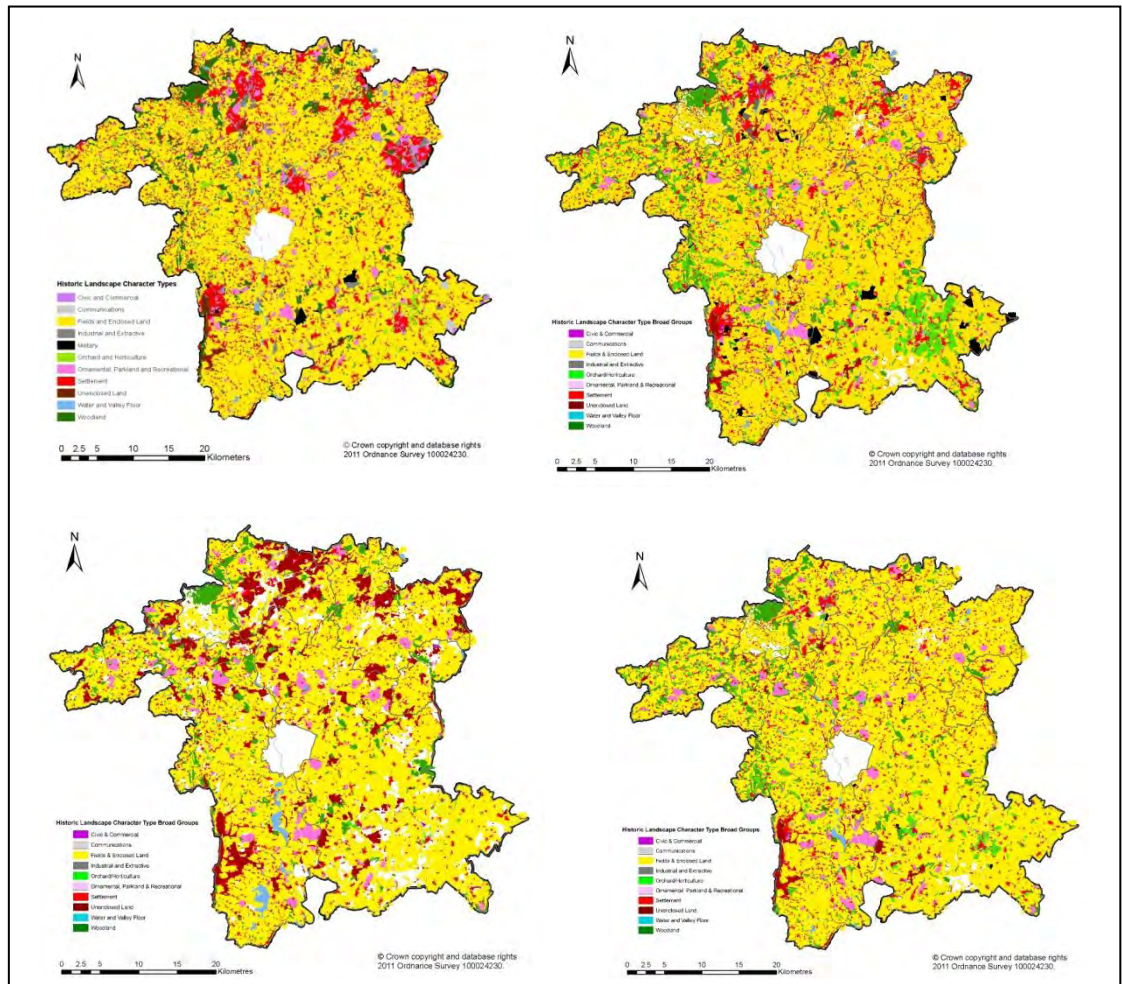 N
Historic Landscape Character Types
Civic and Commercial
Communications
Fields and Enclosed Land
Industrial and Extractive
Military
Orchard and Horticulture
Ornamental, Parkland and Recreational
Settlement
Unenclosed Land
Water and Valley Floor
Woodland
0 2.5 5 10 15 20
Kilometers
© Crown copyright and database rights
2011 Ordnance Survey 100024230.
N
Historic Landscape Character Type Broad Groups
Civic & Commercial
Communications
Fields & Enclosed Land
Industrial and Extractive
Orchard/Horticulture
Ornamental, Parkland & Recreational
Settlement
Unenclosed Land
Water and Valley Floor
Woodland
0 2.5 5 10 15 20
Kilometres
© Crown copyright and database rights
2011 Ordnance Survey 100024230.
N
Historic Landscape Character Type Broad Groups
Civic & Commercial
Communications
Fields & Enclosed Land
Industrial and Extractive
Orchard/Horticulture
Ornamental, Parkland & Recreational
Settlement
Unenclosed Land
Water and Valley Floor
Woodland
0 2.5 5 10 15 20
Kilometres
© Crown copyright and database rights
2011 Ordnance Survey 100024230.
N
Historic Landscape Character Type Broad Groups
Civic & Commercial
Communications
Fields & Enclosed Land
Industrial and Extractive
Orchard/Horticulture
Ornamental, Parkland & Recreational
Settlement
Unenclosed Land
Water and Valley Floor
Woodland
0 2.5 5 10 15 20
Kilometres
© Crown copyright and database rights
2011 Ordnance Survey 100024230.